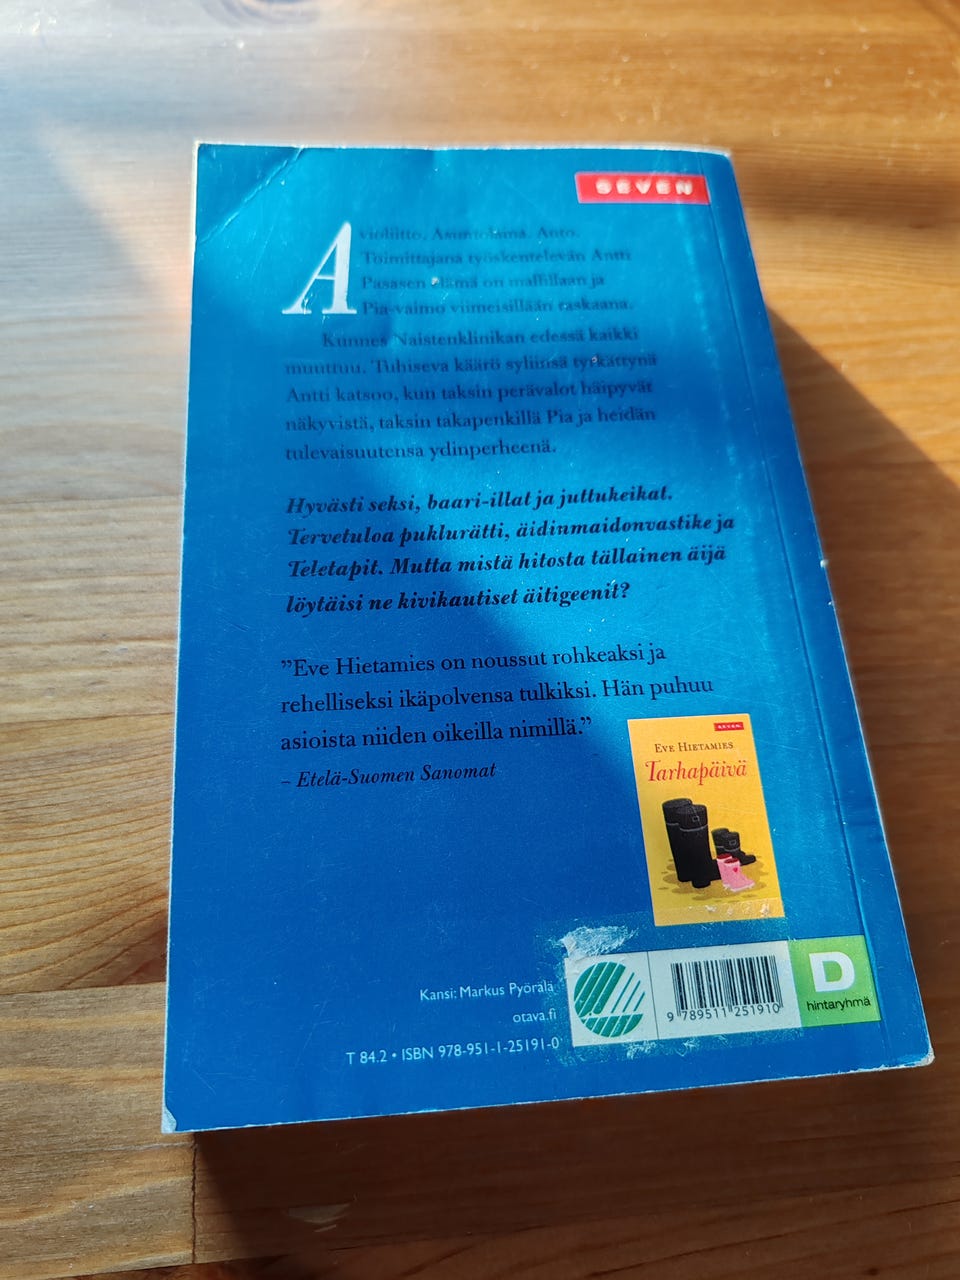 SEVEN
Avioliitto. Asuntolaina. Auto.
Toimittajana työskentelevän Antti
Pasasen elämä on mallillaan ja
Pia-vaimo viimeisillään raskaana.
Kunnes Naistenklinikan edessä kaikki
muuttuu. Tuhiseva käärö syliinsä tyrkättynä
Antti katsoo, kun taksin perävalot häipyvät
näkyvistä, taksin takapenkillä Pia ja heidän
tulevaisuutensa ydinperheenä.
Hyvästi seksi, baari-illat ja juttukeikat.
Tervetuloa puklurätti, äidinmaidonvastike ja
Teletapit. Mutta mistä hitosta tällainen äijä
löytäisi ne kivikautiset äitigeenit?
”Eve Hietamies on noussut rohkeaksi ja
rehelliseksi ikäpolvensa tulkiksi. Hän puhuu
asioista niiden oikeilla nimillä.”
– Etelä-Suomen Sanomat
SEVEN
Eve Hietamies
Tarhapäivä
Kansi: Markus Pyörälä
otava.fi
T 84.2 • ISBN 978-951-1-25191-0
9 789511 251910
D
hintaryhmä